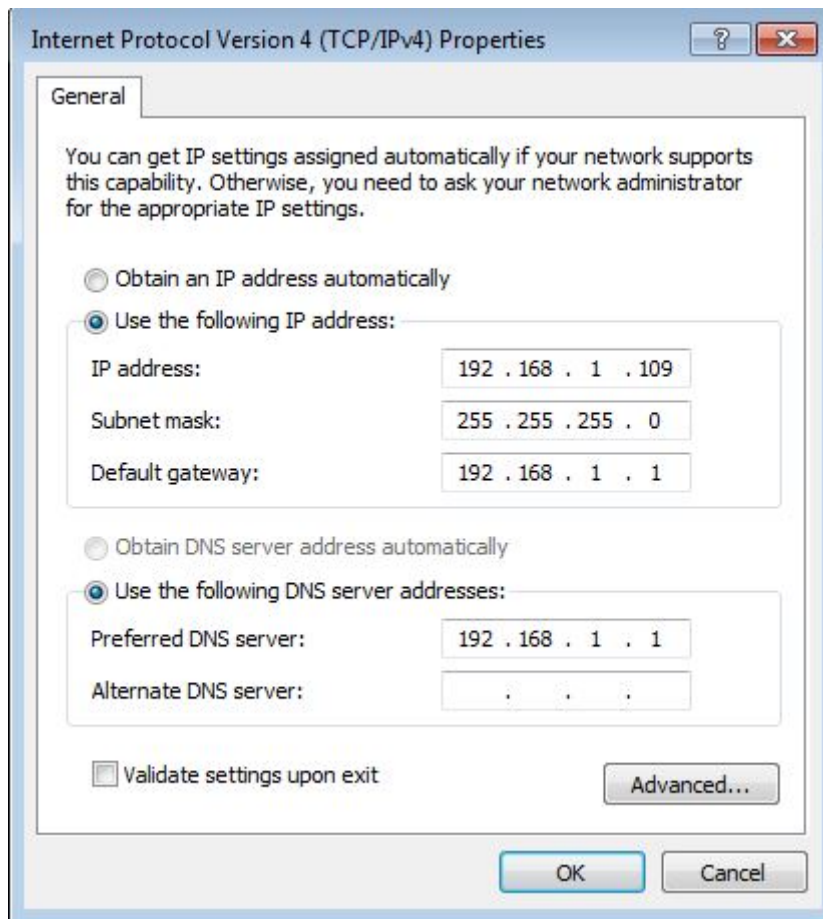 Internet Protocol Version 4 (TCP/IPv4) Properties
General
You can get IP settings assigned automatically if your network supports
this capability. Otherwise, you need to ask your network administrator
for the appropriate IP settings.
Obtain an IP address automatically
Use the following IP address:
IP address: 192 . 168 . 1 . 109
Subnet mask: 255 . 255 . 255 . 0
Default gateway: 192 . 168 . 1 . 1
Obtain DNS server address automatically
Use the following DNS server addresses:
Preferred DNS server: 192 . 168 . 1 . 1
Alternate DNS server: . . .
Validate settings upon exit
Advanced...
OK Cancel